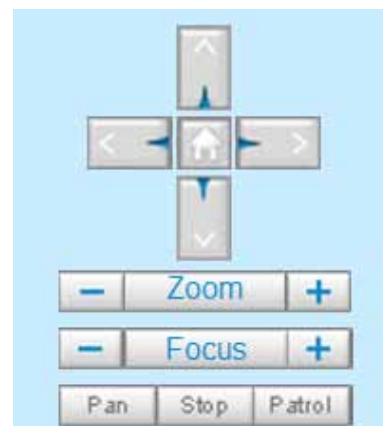 − Zoom +
− Focus +
Pan Stop Patrol